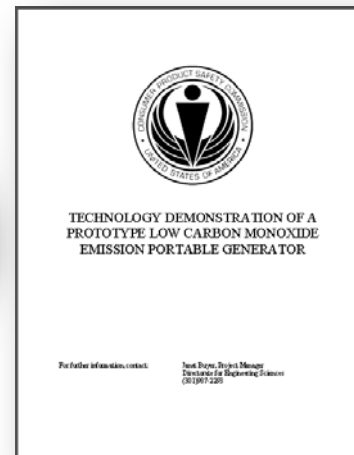 CONSUMER PRODUCT SAFETY COMMISSION
UNITED STATES OF AMERICA
TECHNOLOGY DEMONSTRATION OF A
PROTOTYPE LOW CARBON MONOXIDE
EMISSION PORTABLE GENERATOR
For further information, contact: Janet Buyer, Project Manager
Directorate for Engineering Sciences
(301)987-2293